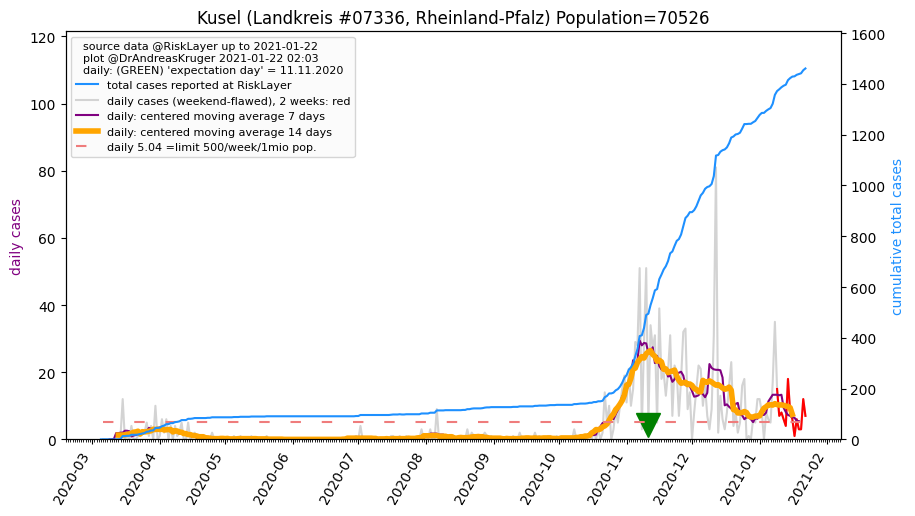 Kusel (Landkreis #07336, Rheinland-Pfalz) Population=70526
source data @RiskLayer up to 2021-01-22
plot @DrAndreasKruger 2021-01-22 02:03
daily: (GREEN) 'expectation day' = 11.11.2020
total cases reported at RiskLayer
daily cases (weekend-flawed), 2 weeks: red
daily: centered moving average 7 days
daily: centered moving average 14 days
daily 5.04 =limit 500/week/1mio pop.
daily cases
120
100
80
60
40
20
0
cumulative total cases
1600
1400
1200
1000
800
600
400
200
0
2020-03
2020-04
2020-05
2020-06
2020-07
2020-08
2020-09
2020-10
2020-11
2020-12
2021-01
2021-02